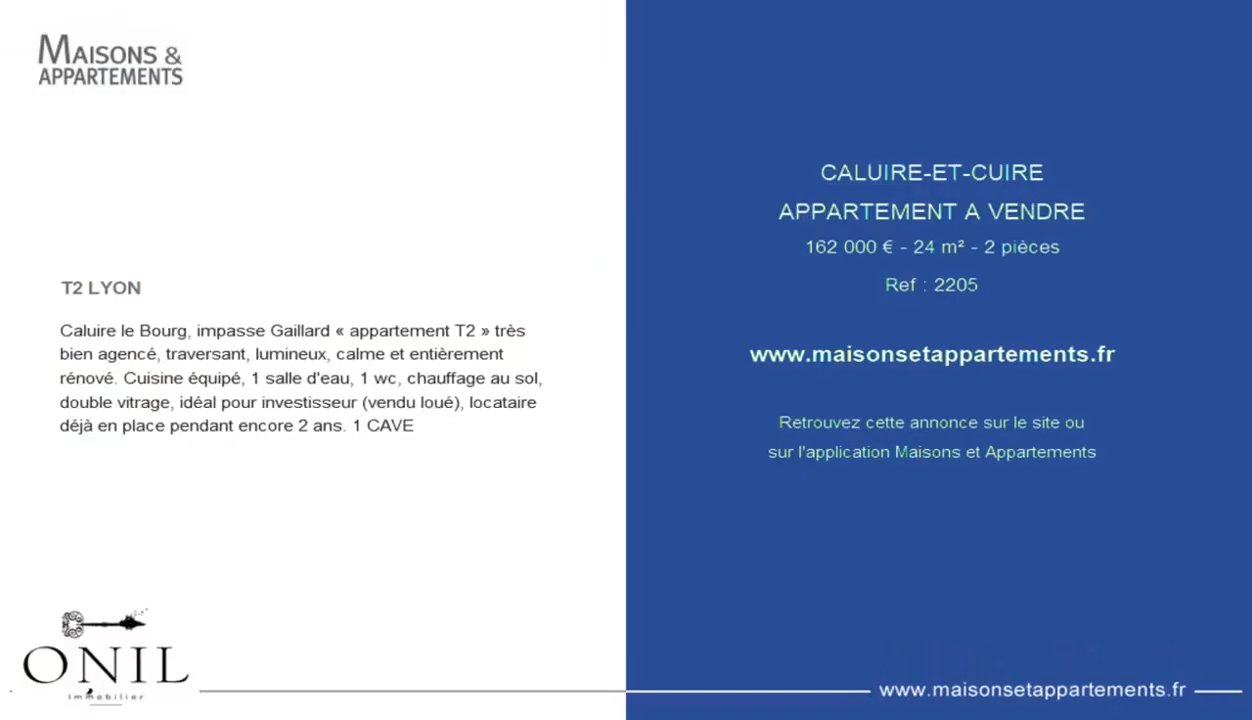 MAISONS &
APPARTEMENTS
T2 LYON
Caluire le Bourg, impasse Gaillard « appartement T2 » très
bien agencé, traversant, lumineux, calme et entièrement
rénové. Cuisine équipé, 1 salle d'eau, 1 wc, chauffage au sol,
double vitrage, idéal pour investisseur (vendu loué), locataire
déjà en place pendant encore 2 ans. 1 CAVE
ONIL
Immobilier
CALUIRE-ET-CUIRE
APPARTEMENT A VENDRE
162 000 € - 24 m² - 2 pièces
Ref : 2205
www.maisonsetappartements.fr
Retrouvez cette annonce sur le site ou
sur l'application Maisons et Appartements
www.maisonsetappartements.fr